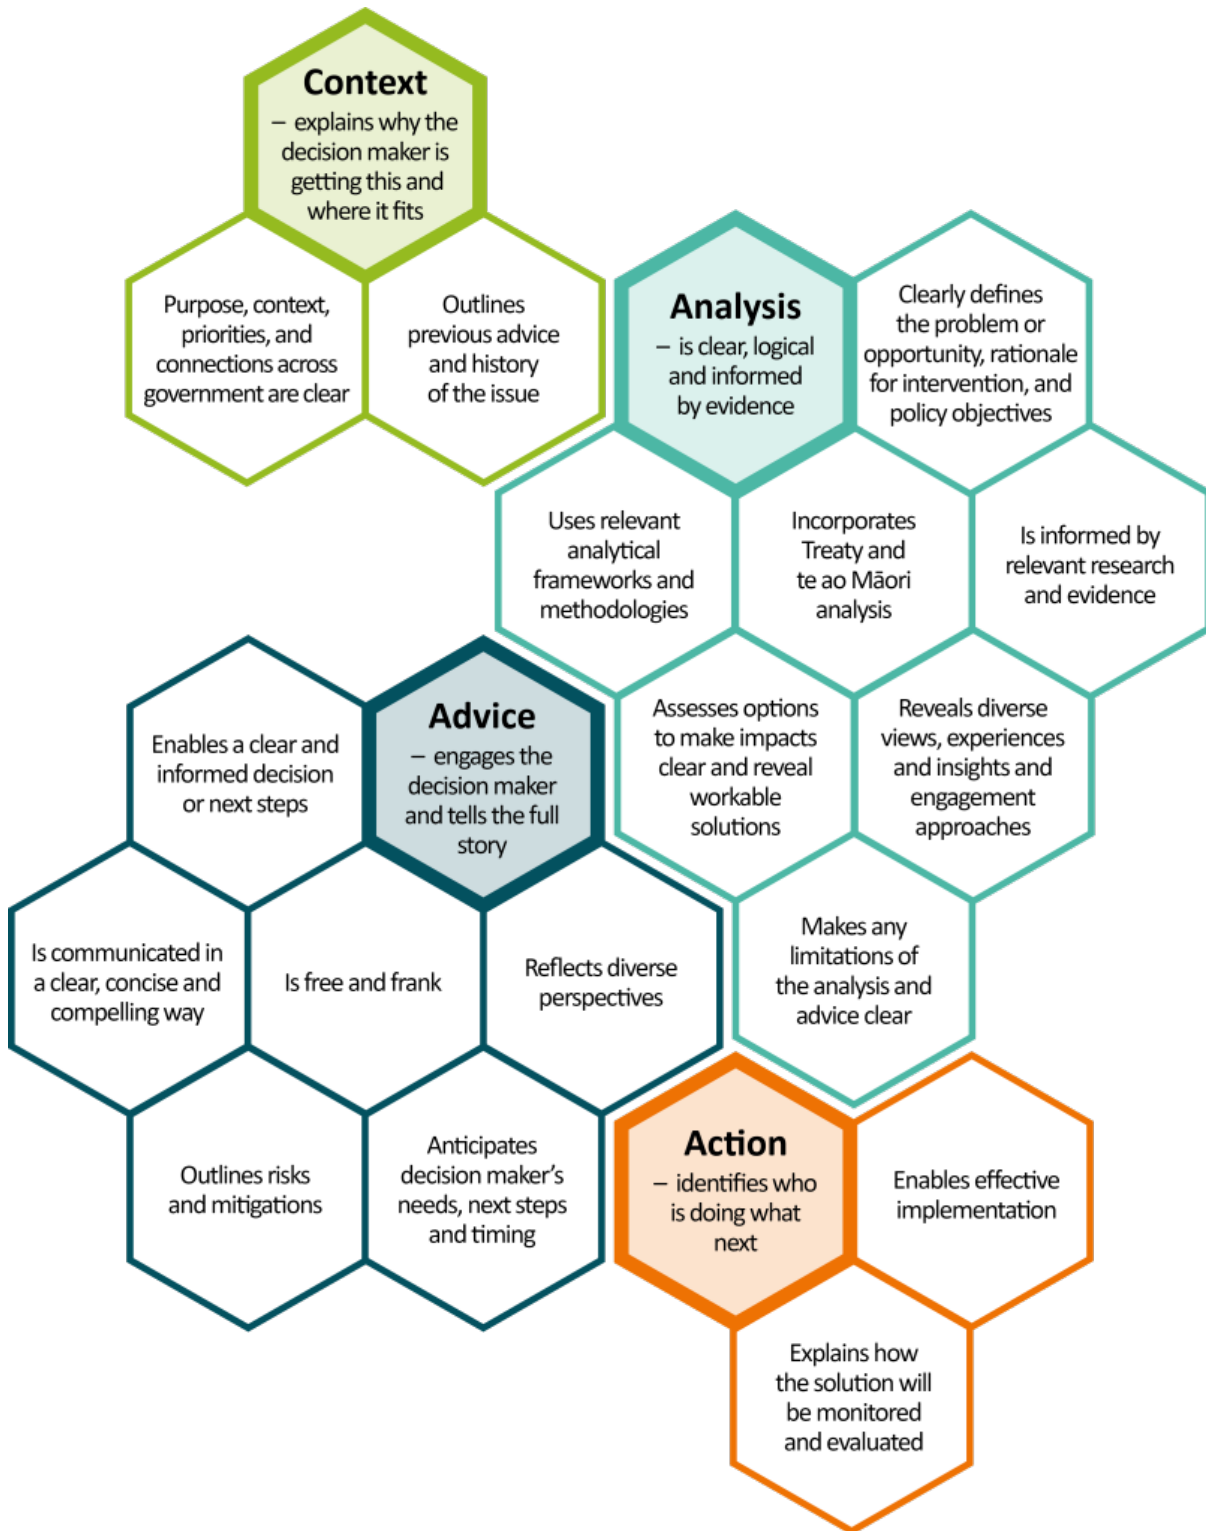 Context
– explains why the
decision maker is
getting this and
where it fits
Purpose, context,
priorities, and
connections across
government are clear
Outlines
previous advice
and history
of the issue
Analysis
– is clear, logical
and informed
by evidence
Clearly defines
the problem or
opportunity, rationale
for intervention, and
policy objectives
Uses relevant
analytical
frameworks and
methodologies
Incorporates
Treaty and
te ao Māori
analysis
Is informed by
relevant research
and evidence
Assesses options
to make impacts
clear and reveal
workable
solutions
Reveals diverse
views, experiences
and insights and
engagement
approaches
Makes any
limitations of
the analysis and
advice clear
Advice
– engages the
decision maker
and tells the full
story
Enables a clear and
informed decision
or next steps
Is communicated in
a clear, concise and
compelling way
Is free and frank
Reflects diverse
perspectives
Outlines risks
and mitigations
Anticipates
decision maker’s
needs, next steps
and timing
Action
– identifies who
is doing what
next
Enables effective
implementation
Explains how
the solution will
be monitored
and evaluated